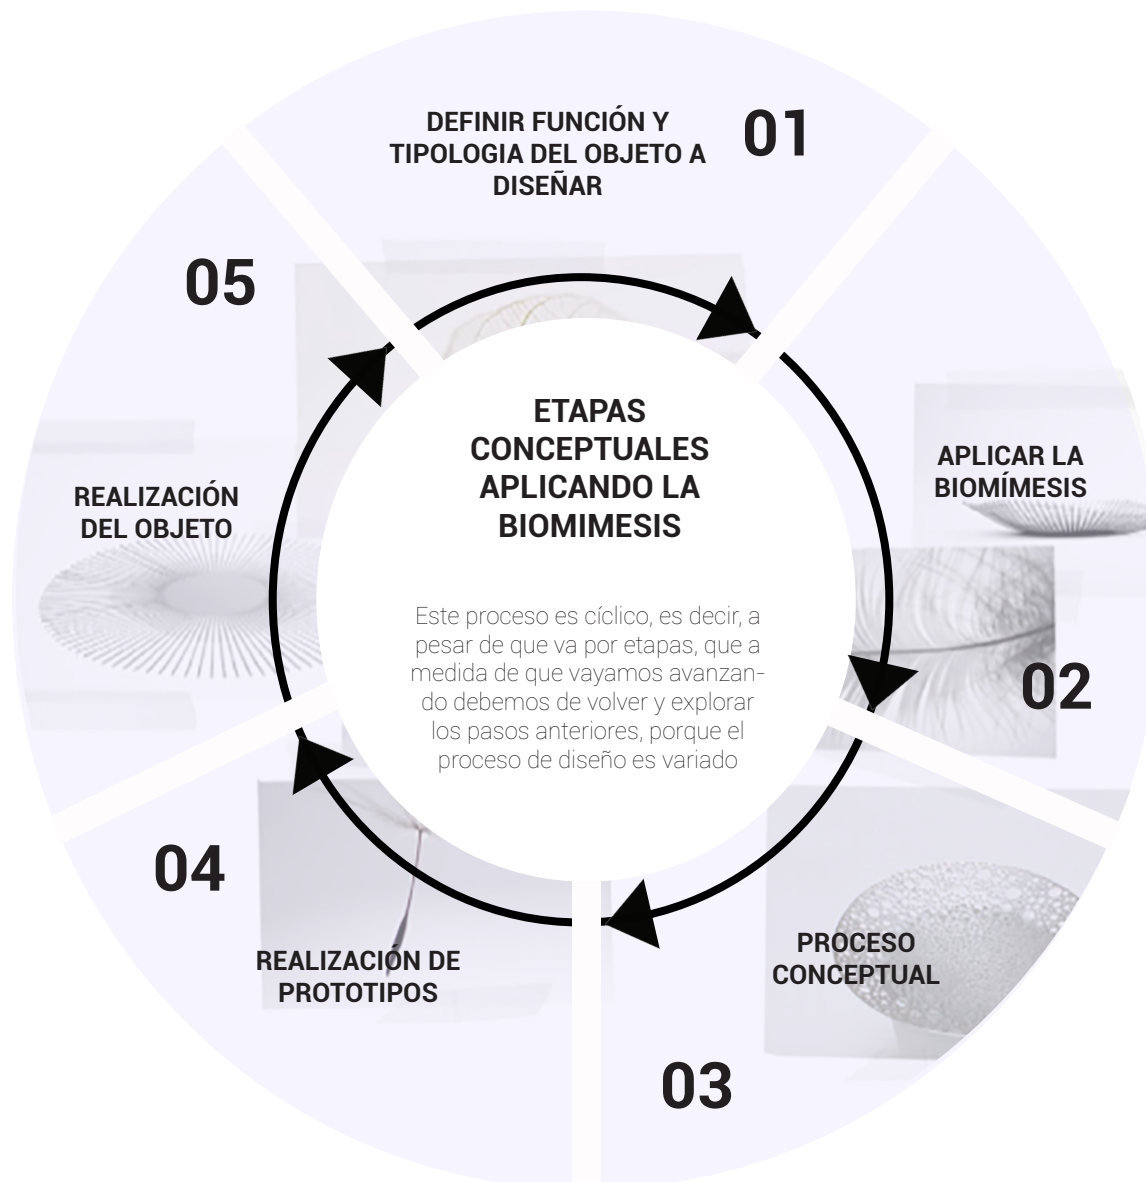 DEFINIR FUNCIÓN Y
TIPOLOGIA DEL OBJETO A
DISEÑAR
01
APLICAR LA
BIOMÍMESIS
02
PROCESO
CONCEPTUAL
03
04
REALIZACIÓN DE
PROTOTIPOS
05
REALIZACIÓN
DEL OBJETO
ETAPAS
CONCEPTUALES
APLICANDO LA
BIOMIMESIS
Este proceso es cíclico, es decir, a
pesar de que va por etapas, que a
medida de que vayamos avanzan-
do debemos de volver y explorar
los pasos anteriores, porque el
proceso de diseño es variado